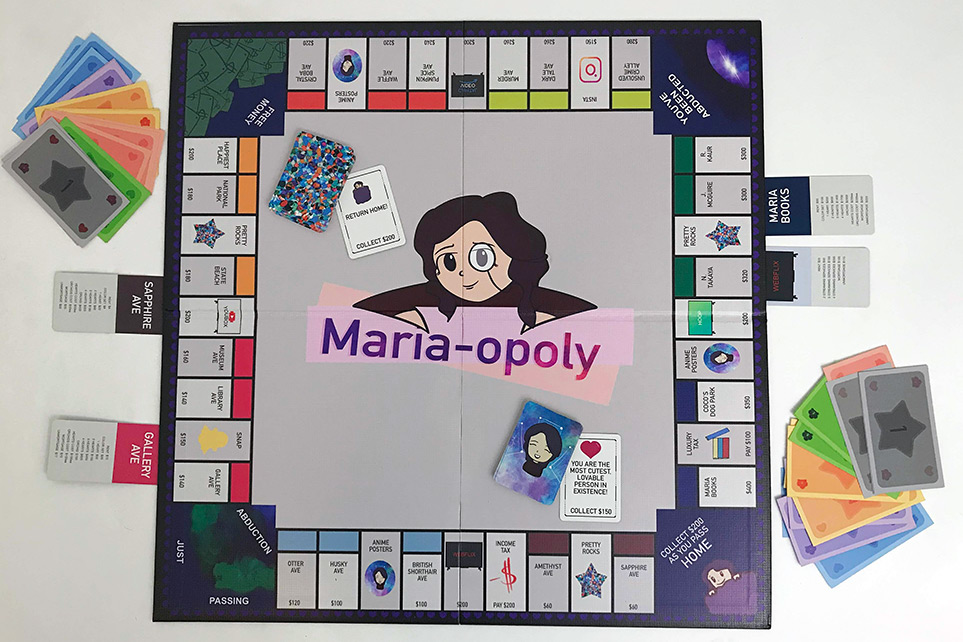 FREE
MONEY
CRYSTAL
BOBA
AVE
$220
ANIME
POSTERS
WAFFLE
AVE
$220
PUMPKIN
SPICE
AVE
$240
$200
MURDER
AVE
$260
DARK
TALE
AVE
$260
INSTA
$150
UNSOLVED
CRIME
ALLEY
$280
YOU'VE
BEEN
ABDUCTED
HAPPIEST
PLACE
$200
NATIONAL
PARK
$180
PRETTY
ROCKS
STATE
BEACH
$180
$200
MUSEUM
AVE
$160
LIBRARY
AVE
$140
SNAP
$150
GALLERY
AVE
$140
R.
KAUR
$300
J.
MCGUIRE
$300
PRETTY
ROCKS
N.
TAKAYA
$320
$200
ANIME
POSTERS
COCO'S
DOG PARK
$350
LUXURY
TAX
PAY $100
MARIA
BOOKS
$400
RETURN HOME!
COLLECT $200
Maria-opoly
YOU ARE THE
MOST CUTEST,
LOVABLE
PERSON IN
EXISTENCE!
COLLECT $150
SAPPHIRE
AVE
GALLERY
AVE
MARIA
BOOKS
WEBFLIX
1
1
ABDUCTION
JUST
PASSING
OTTER
AVE
$120
HUSKY
AVE
$100
ANIME
POSTERS
BRITISH
SHORTHAIR
AVE
$100
WEBFLIX
$200
INCOME
TAX
$
PAY $200
AMETHYST
AVE
$60
PRETTY
ROCKS
SAPPHIRE
AVE
$60
COLLECT $200
AS YOU PASS
HOME